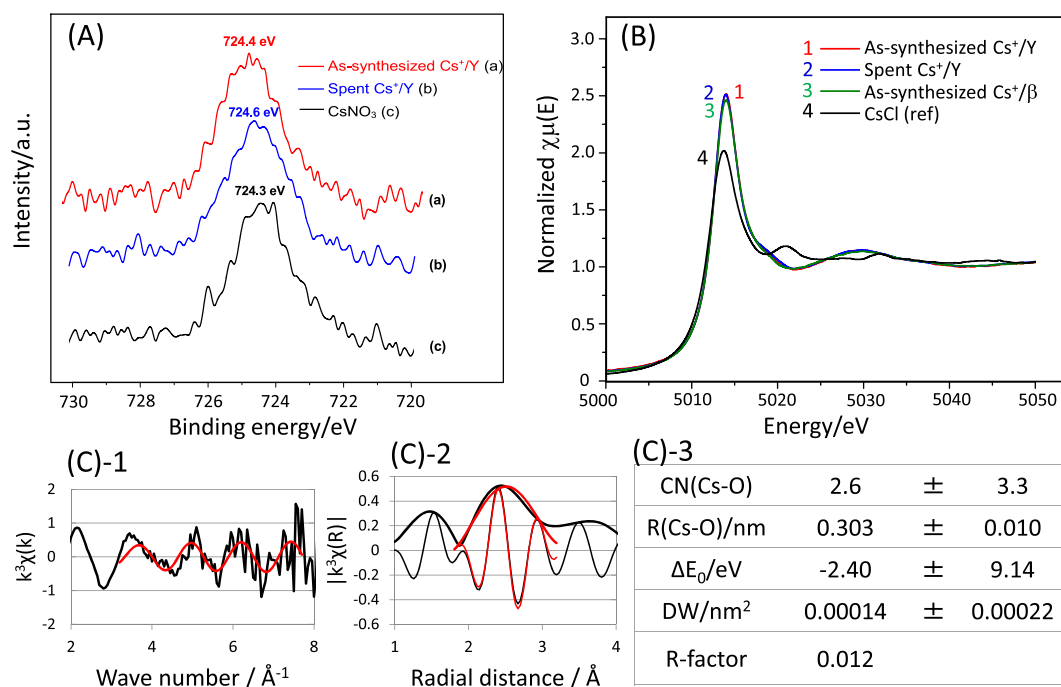 (A)
724.4 eV
As-synthesized Cs⁺/Y (a)
Spent Cs⁺/Y (b)
CsNO₃ (c)
724.6 eV
724.3 eV
(a)
(b)
(c)
Intensity/a.u.
730 728 726 725 724 722 720
Binding energy/eV
(B)
1 As-synthesized Cs⁺/Y
2 Spent Cs⁺/Y
3 As-synthesized Cs⁺/β
4 CsCl (ref)
2 1
3
4
Normalized χμ(E)
3.0
2.5
2.0
1.5
1.0
0.5
0
5000 5010 5020 5030 5040 5050
Energy/eV
(C)-1
k³χ(lk)
2
1
0
-1
-2
2 4 6 8
Wave number / Å⁻¹
(C)-2
|k³χ(R)|
0.6
0.4
0.2
0
-0.2
-0.4
-0.6
1 2 3 4
Radial distance / Å
(C)-3
CN(Cs-O) 2.6 ± 3.3
R(Cs-O)/nm 0.303 ± 0.010
ΔE₀/eV -2.40 ± 9.14
DW/nm² 0.00014 ± 0.00022
R-factor 0.012